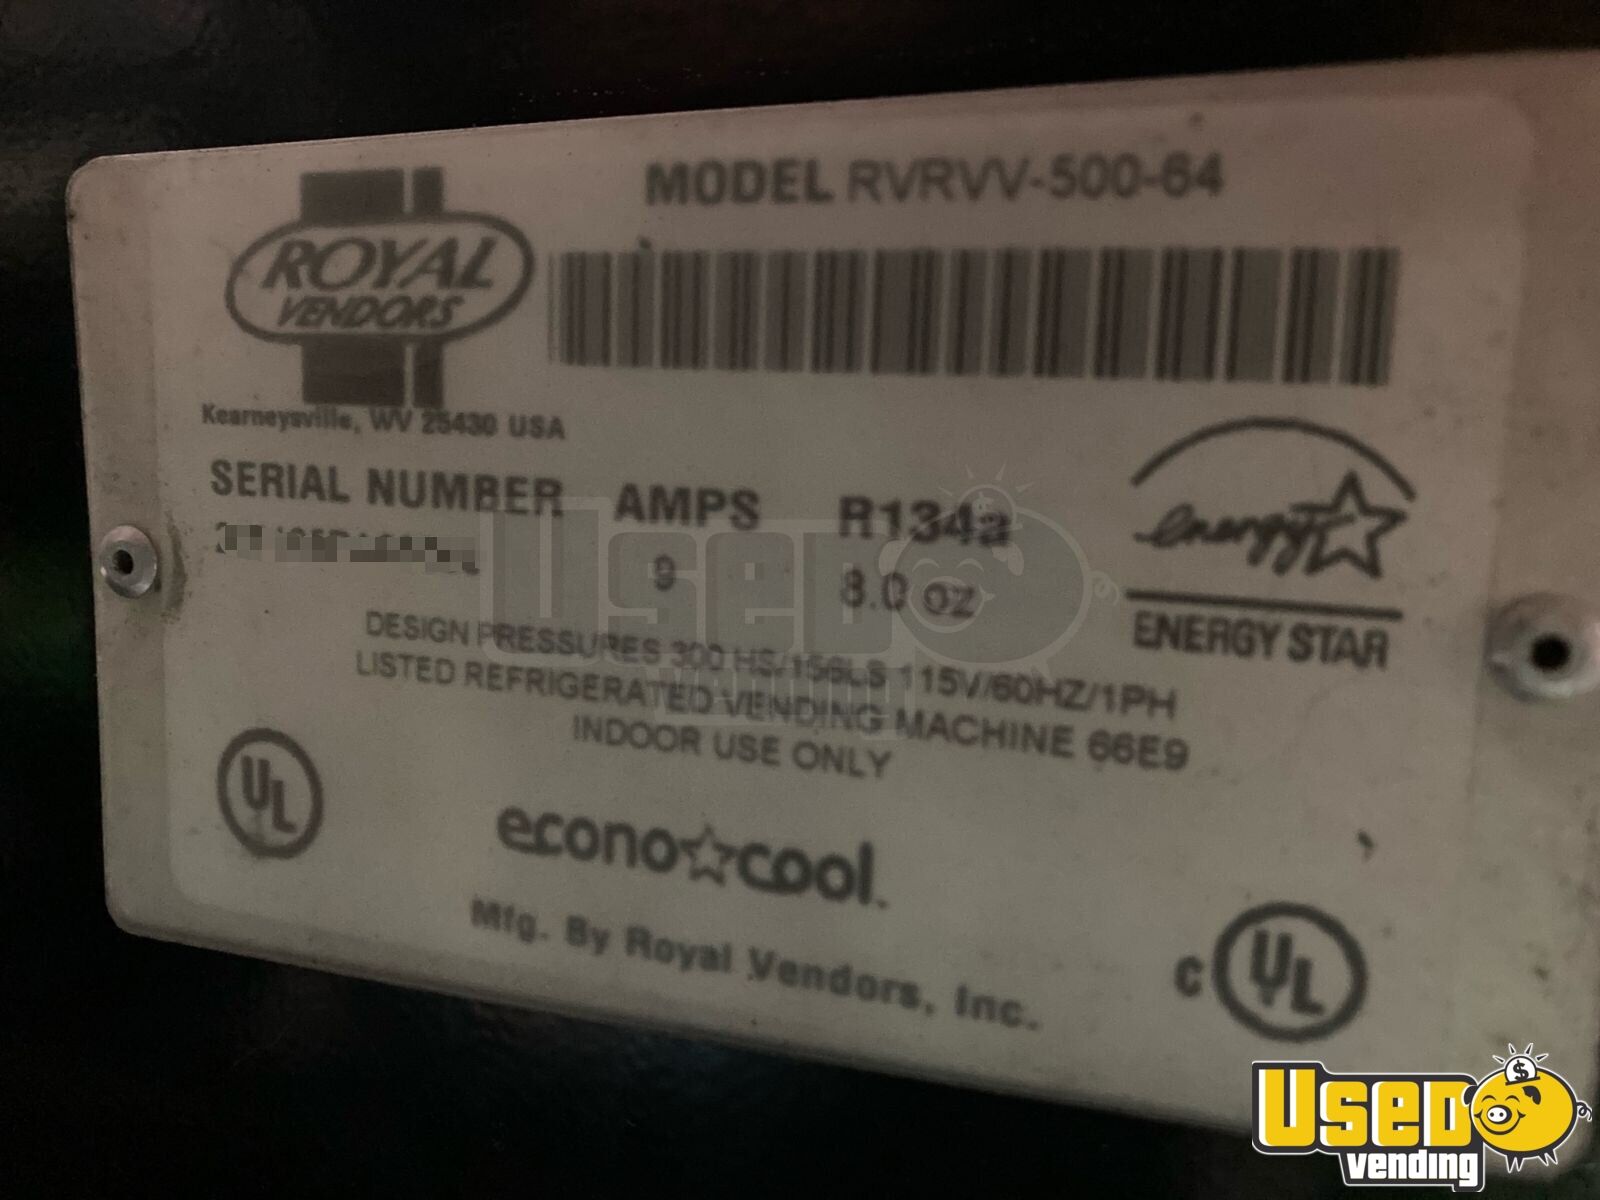 MODEL RVRVV-500-64
ROYAL
VENDORS
Kearneysville, WV 25430 USA
SERIAL NUMBER AMPS R134a
9 8.0 oz
DESIGN PRESSURES 300 HS/156LS 115V/60HZ/1PH
LISTED REFRIGERATED VENDING MACHINE 66E9
INDOOR USE ONLY
energy
ENERGY STAR
UL
econo cool
Mfg. By Royal Vendors, Inc.
C UL
Used
vending
Used
vending